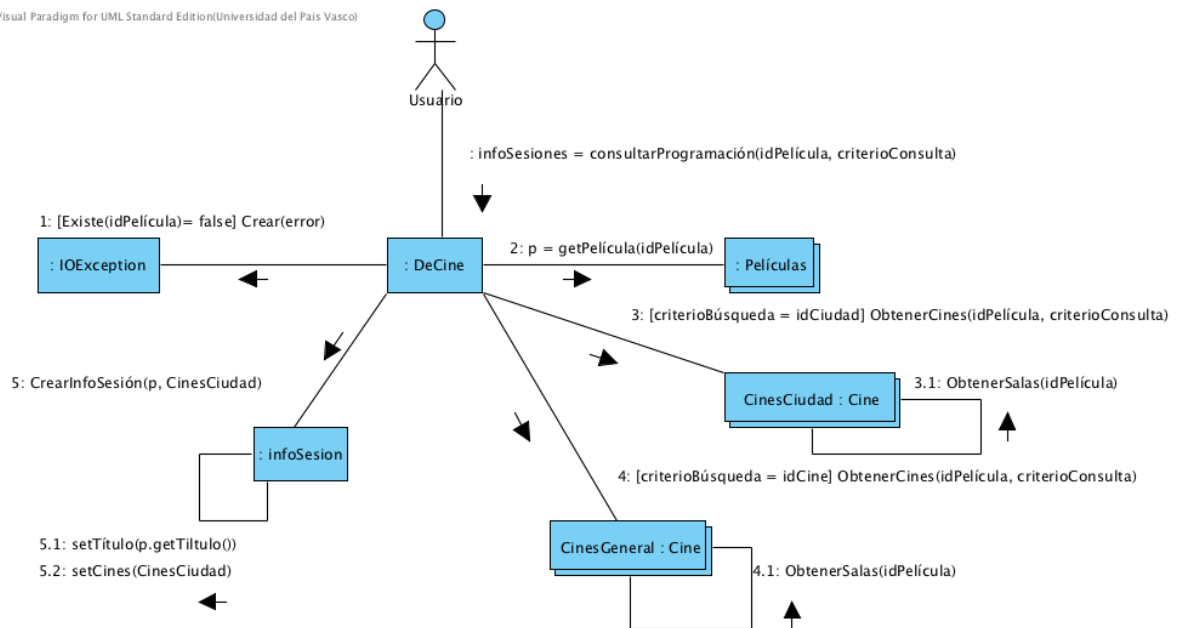 Visual Paradigm for UML Standard Edition(Universidad del Pais Vasco)
Usuario
: infoSesiones = consultarProgramación(idPelícula, criterioConsulta)
1: [Existe(idPelícula)= false] Crear(error)
2: p = getPelícula(idPelícula)
: IOException
: DeCine
: Películas
3: [criterioBúsqueda = idCiudad] ObtenerCines(idPelícula, criterioConsulta)
5: CrearInfoSesión(p, CinesCiudad)
3.1: ObtenerSalas(idPelícula)
CinesCiudad : Cine
: infoSesion
4: [criterioBúsqueda = idCine] ObtenerCines(idPelícula, criterioConsulta)
5.1: setTítulo(p.getTiltulo())
5.2: setCines(CinesCiudad)
CinesGeneral : Cine
4.1: ObtenerSalas(idPelícula)